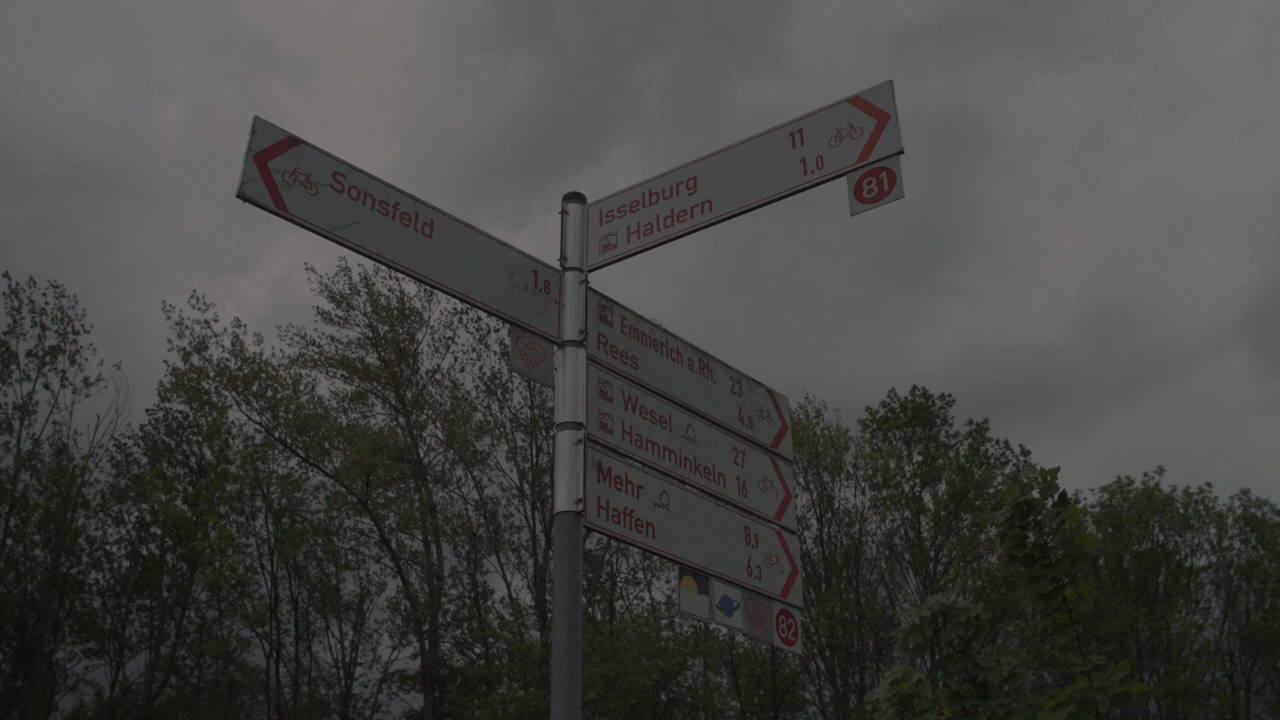 Sonsfeld 1.8
Isselburg 11
Haldern 1,0
81
Emmerich a.Rh. 23
Rees 4,8
Wesel 27
Hamminkeln 16
Mehr 8,9
Haffen 6,3
82